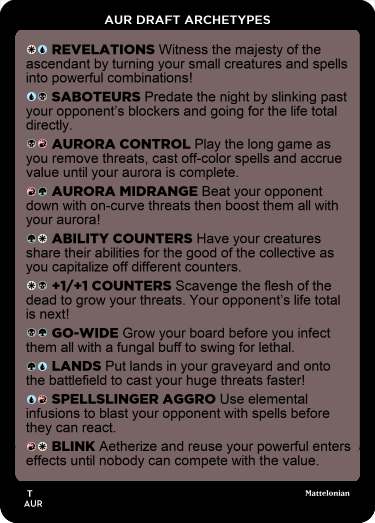 AUR DRAFT ARCHETYPES
REVELATIONS Witness the majesty of the
ascendant by turning your small creatures and spells
into powerful combinations!
SABOTEURS Predate the night by slinking past
your opponent's blockers and going for the life total
directly.
AURORA CONTROL Play the long game as
you remove threats, cast off-color spells and accrue
value until your aurora is complete.
AURORA MIDRANGE Beat your opponent
down with on-curve threats then boost them all with
your aurora!
ABILITY COUNTERS Have your creatures
share their abilities for the good of the collective as
you capitalize off different counters.
+1/+1 COUNTERS Scavenge the flesh of the
dead to grow your threats. Your opponent's life total
is next!
GO-WIDE Grow your board before you infect
them all with a fungal buff to swing for lethal.
LANDS Put lands in your graveyard and onto
the battlefield to cast your huge threats faster!
SPELLSLINGER AGGRO Use elemental
infusions to blast your opponent with spells before
they can react.
BLINK Aetherize and reuse your powerful enters
effects until nobody can compete with the value.
T
AUR
Mattelonian